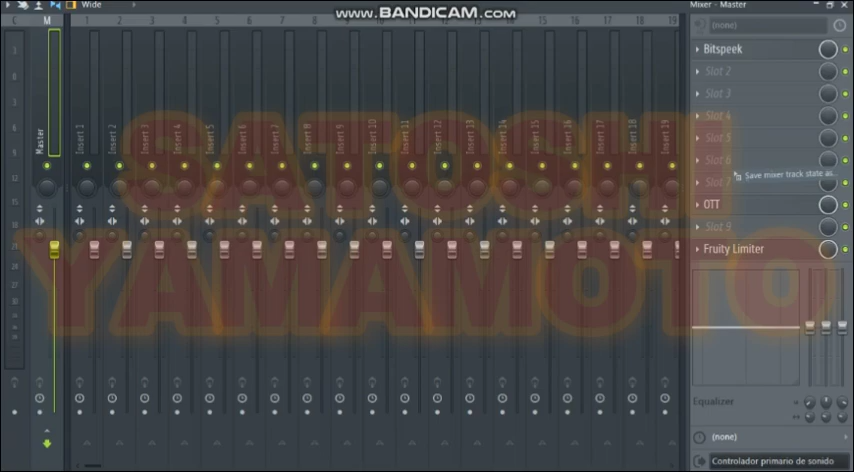 Wide
www.BANDICAM.com
Mixer - Master
C M 1 2 3 4 5 6 7 8 9 10 11 12 13 14 15 16 17 18 19
(none)
Bitspeek
Slot 2
Slot 3
Slot 4
Slot 5
Slot 6
Save mixer track state as...
Slot 7
OTT
Slot 9
Fruity Limiter
Master
Insert 1
Insert 2
Insert 3
Insert 4
Insert 5
Insert 6
Insert 7
Insert 8
Insert 9
Insert 10
Insert 11
Insert 12
Insert 13
Insert 14
Insert 15
Insert 16
Insert 17
Insert 18
Insert 19
SATOSHI
YAMAMOTO
Equalizer
(none)
Controlador primario de sonido